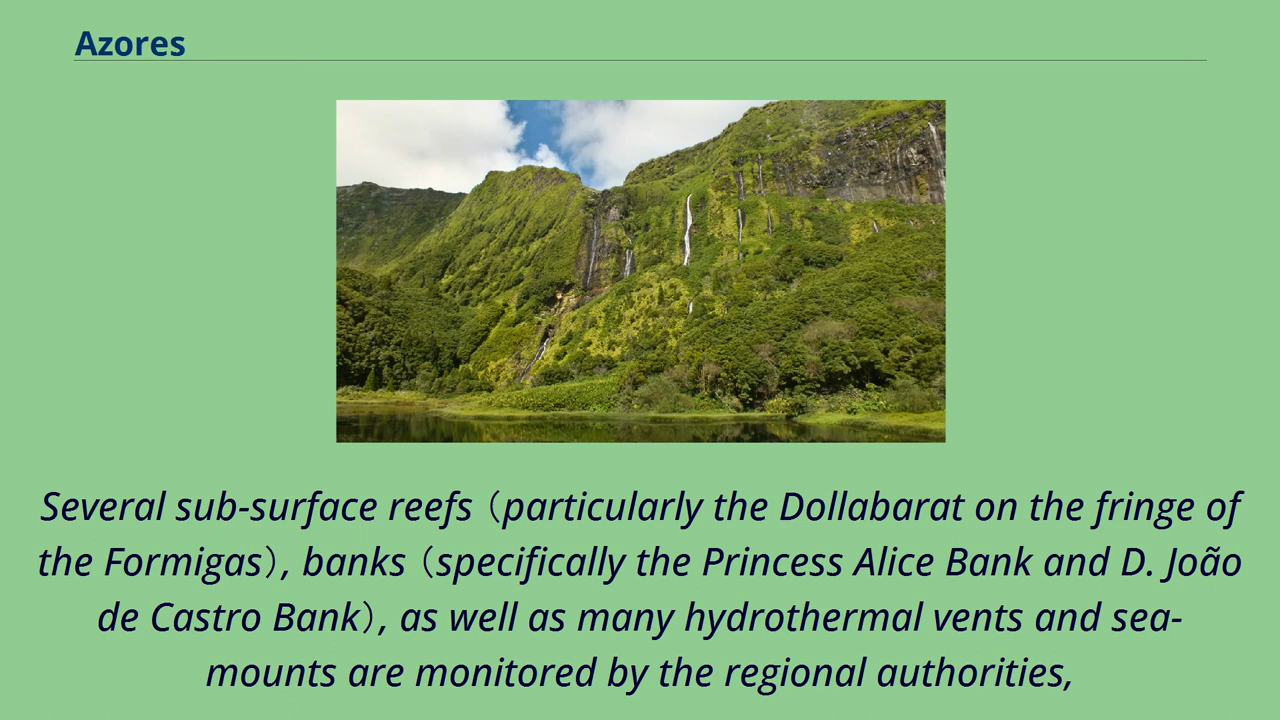 Azores
Several sub-surface reefs (particularly the Dollabarat on the fringe of
the Formigas), banks (specifically the Princess Alice Bank and D. João
de Castro Bank), as well as many hydrothermal vents and sea-
mounts are monitored by the regional authorities,